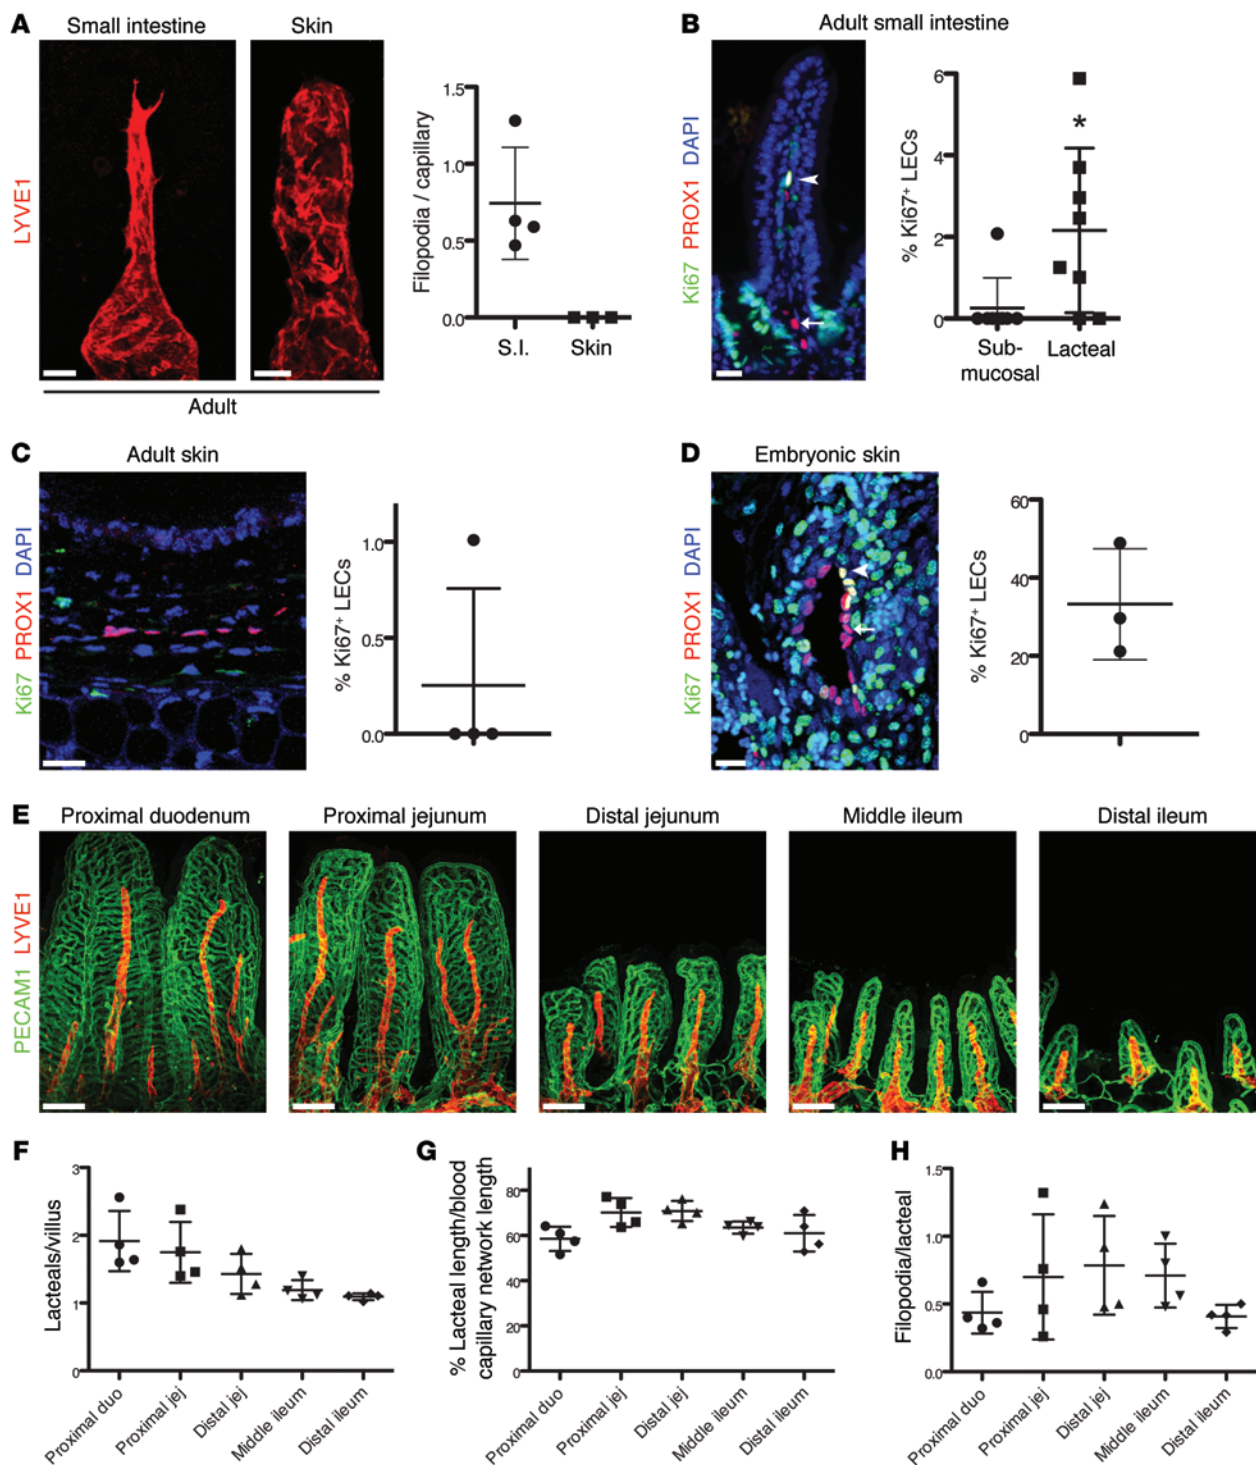 A
Small intestine
Skin
LYVE1
Adult
Filopodia / capillary
1.5
1.0
0.5
0.0
S.I.
Skin
B
Adult small intestine
Ki67 PROX1 DAPI
% Ki67+ LECs
6
4
2
0
*
Sub-
mucosal
Lacteal
C
Adult skin
Ki67 PROX1 DAPI
% Ki67+ LECs
1.0
0.5
0.0
D
Embryonic skin
Ki67 PROX1 DAPI
% Ki67+ LECs
60
40
20
0
E
Proximal duodenum
Proximal jejunum
Distal jejunum
Middle ileum
Distal ileum
PECAM1 LYVE1
F
Lacteals/villus
3
2
1
0
Proximal duo
Proximal jej
Distal jej
Middle ileum
Distal ileum
G
% Lacteal length/blood
capillary network length
80
60
40
20
0
Proximal duo
Proximal jej
Distal jej
Middle ileum
Distal ileum
H
Filopodia/lacteal
1.5
1.0
0.5
0.0
Proximal duo
Proximal jej
Distal jej
Middle ileum
Distal ileum